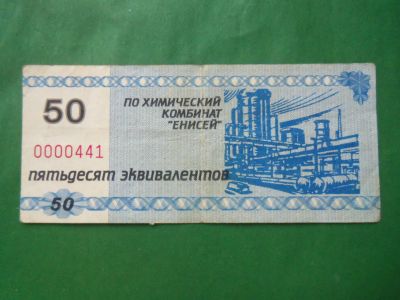 50
ПО ХИМИЧЕСКИЙ
КОМБИНАТ
"ЕНИСЕЙ"
0000441
пятьдесят эквивалентов
50